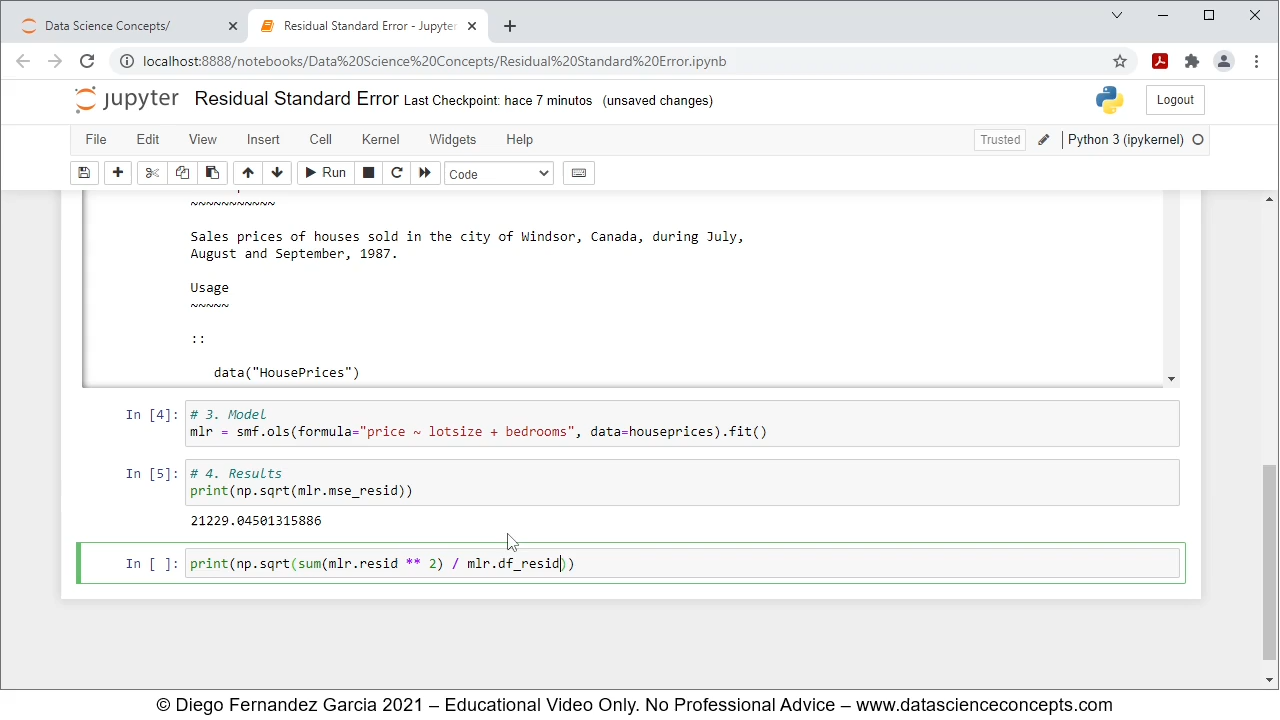 Data Science Concepts/
Residual Standard Error - Jupyter
localhost:8888/notebooks/Data%20Science%20Concepts/Residual%20Standard%20Error.ipynb
jupyter Residual Standard Error Last Checkpoint: hace 7 minutos (unsaved changes)
Logout
File Edit View Insert Cell Kernel Widgets Help
Trusted
Python 3 (ipykernel)
Run
Code
~~~~~~~~~~~
Sales prices of houses sold in the city of Windsor, Canada, during July,
August and September, 1987.
Usage
~~~~~
::
data("HousePrices")
In [4]: # 3. Model
mlr = smf.ols(formula="price ~ lotsize + bedrooms", data=houseprices).fit()
In [5]: # 4. Results
print(np.sqrt(mlr.mse_resid))
21229.04501315886
In [ ]: print(np.sqrt(sum(mlr.resid ** 2) / mlr.df_resid))
© Diego Fernandez Garcia 2021 – Educational Video Only. No Professional Advice – www.datascienceconcepts.com